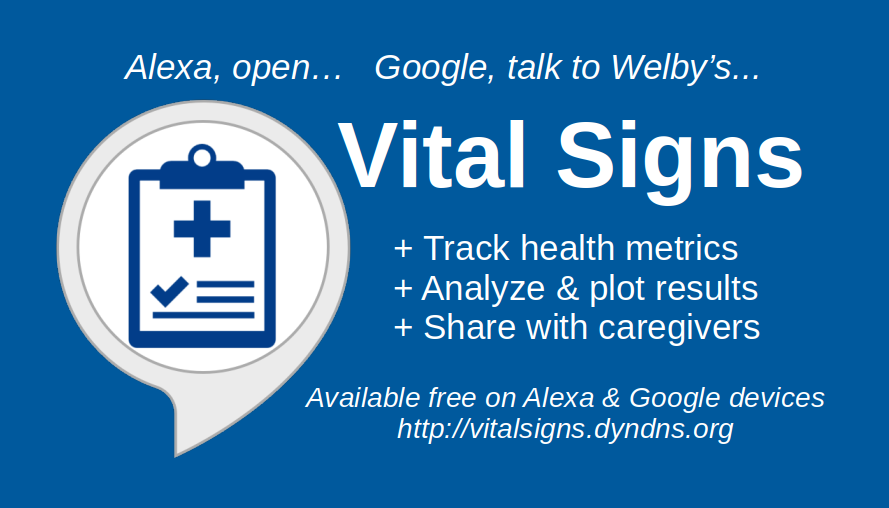 Alexa, open… Google, talk to Welby’s...
Vital Signs
+ Track health metrics
+ Analyze & plot results
+ Share with caregivers
Available free on Alexa & Google devices
http://vitalsigns.dyndns.org